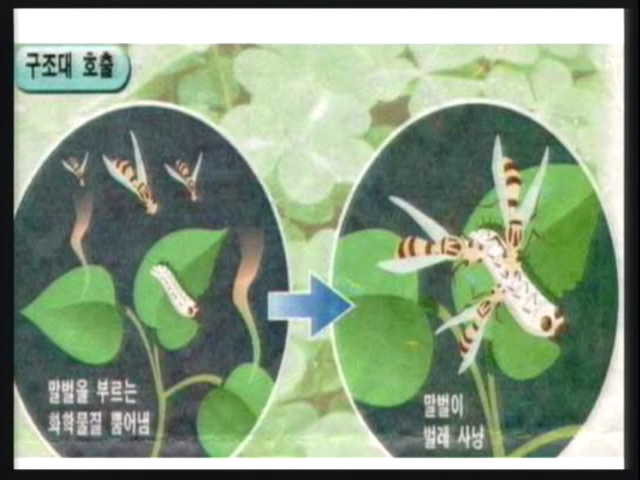 구조대 호출
말벌을 부르는
화학물질 뿜어냄
말벌이
벌레 사냥